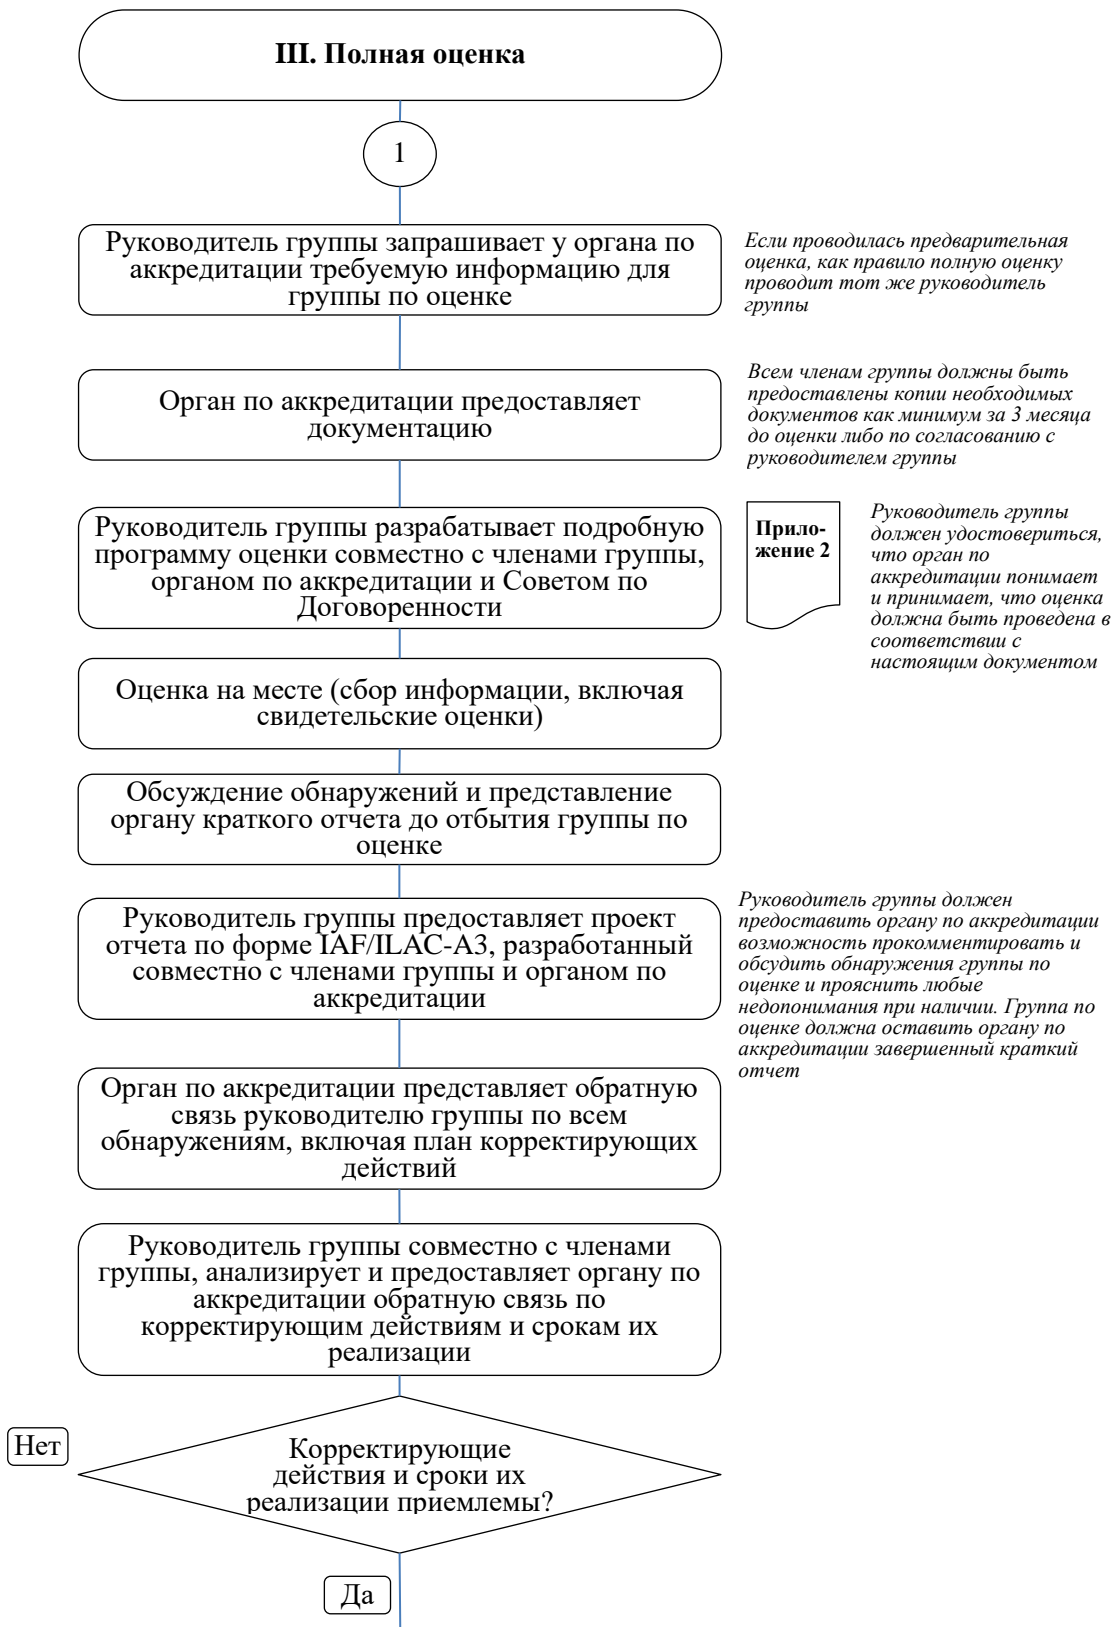 III. Полная оценка
1
Руководитель группы запрашивает у органа по
аккредитации требуемую информацию для
группы по оценке
Если проводилась предварительная
оценка, как правило полную оценку
проводит тот же руководитель
группы
Орган по аккредитации предоставляет
документацию
Всем членам группы должны быть
предоставлены копии необходимых
документов как минимум за 3 месяца
до оценки либо по согласованию с
руководителем группы
Руководитель группы разрабатывает подробную
программу оценки совместно с членами группы,
органом по аккредитации и Советом по
Договоренности
Прило-
жение 2
Руководитель группы
должен удостовериться,
что орган по
аккредитации понимает
и принимает, что оценка
должна быть проведена в
соответствии с
настоящим документом
Оценка на месте (сбор информации, включая
свидетельские оценки)
Обсуждение обнаружений и представление
органу краткого отчета до отбытия группы по
оценке
Руководитель группы предоставляет проект
отчета по форме IAF/ILAC-A3, разработанный
совместно с членами группы и органом по
аккредитации
Руководитель группы должен
предоставить органу по аккредитации
возможность прокомментировать и
обсудить обнаружения группы по
оценке и прояснить любые
недопонимания при наличии. Группа по
оценке должна оставить органу по
аккредитации завершенный краткий
отчет
Орган по аккредитации представляет обратную
связь руководителю группы по всем
обнаружениям, включая план корректирующих
действий
Руководитель группы совместно с членами
группы, анализирует и предоставляет органу по
аккредитации обратную связь по
корректирующим действиям и срокам их
реализации
Нет
Корректирующие
действия и сроки их
реализации приемлемы?
Да